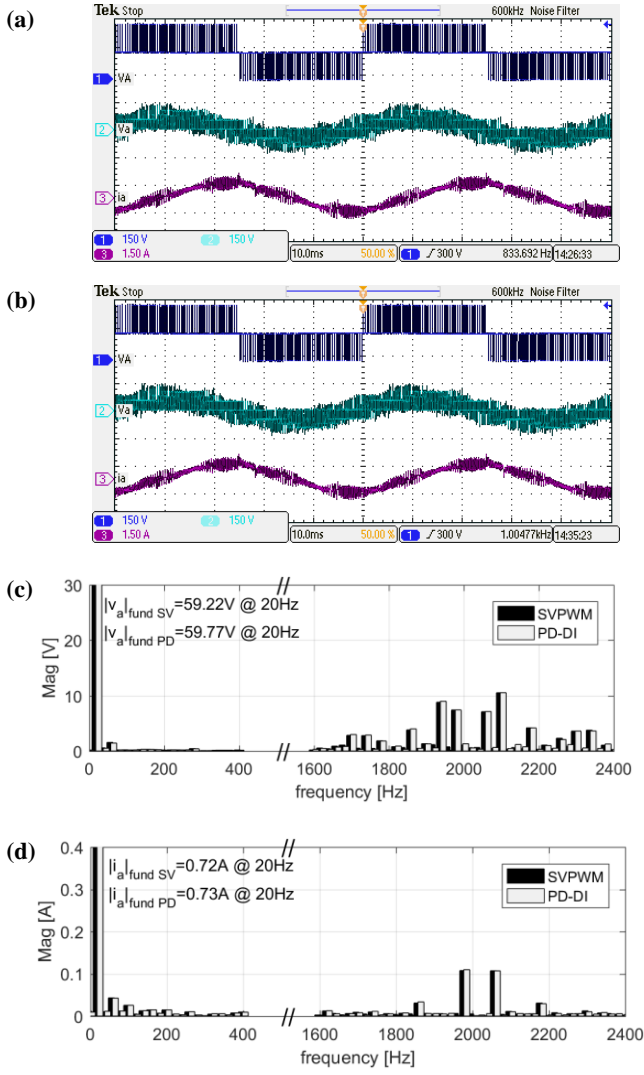 (a)
Tek Stop
600kHz Noise Filter
1 VA
2 Va
3 ia
1 150 V 2 150 V
3 1.50 A
10.0ms 50.00 % 1 300 V 833.692 Hz 14:26:33
(b)
Tek Stop
600kHz Noise Filter
1 VA
2 Va
3 ia
1 150 V 2 150 V
3 1.50 A
10.0ms 50.00 % 1 300 V 1.00477kHz 14:35:23
(c)
|v_a|fund SV=59.22V @ 20Hz
|v_a|fund PD=59.77V @ 20Hz
SVPWM
PD-DI
Mag [V]
30
20
10
0
0 200 400 1600 1800 2000 2200 2400
frequency [Hz]
(d)
|i_a|fund SV=0.72A @ 20Hz
|i_a|fund PD=0.73A @ 20Hz
SVPWM
PD-DI
Mag [A]
0.4
0.3
0.2
0.1
0
0 200 400 1600 1800 2000 2200 2400
frequency [Hz]